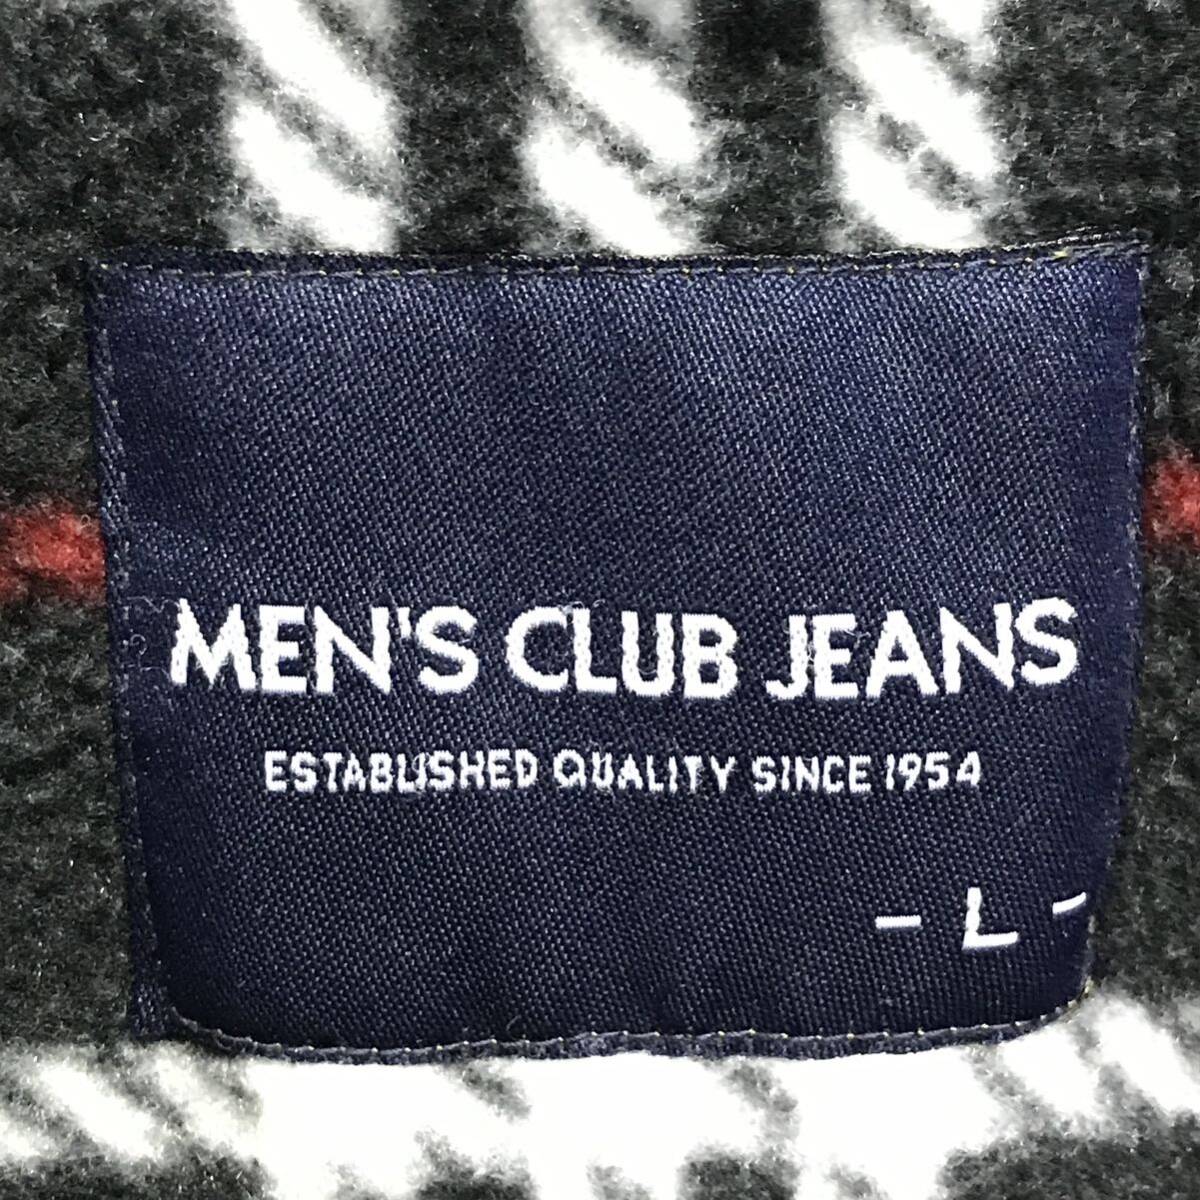 MEN'S CLUB JEANS
ESTABLISHED QUALITY SINCE 1954
- L -